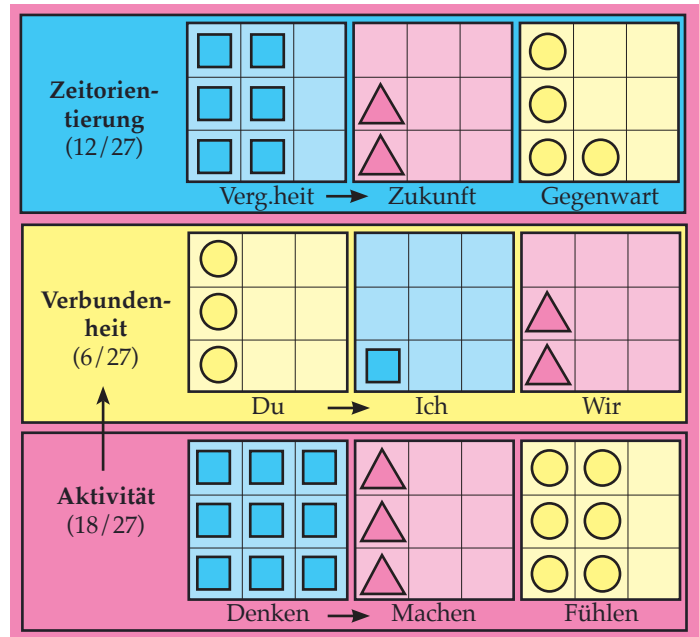 Zeitorien-
tierung
(12/27)
Verg.heit Zukunft Gegenwart
Verbunden-
heit
(6/27)
Du Ich Wir
Aktivität
(18/27)
Denken Machen Fühlen